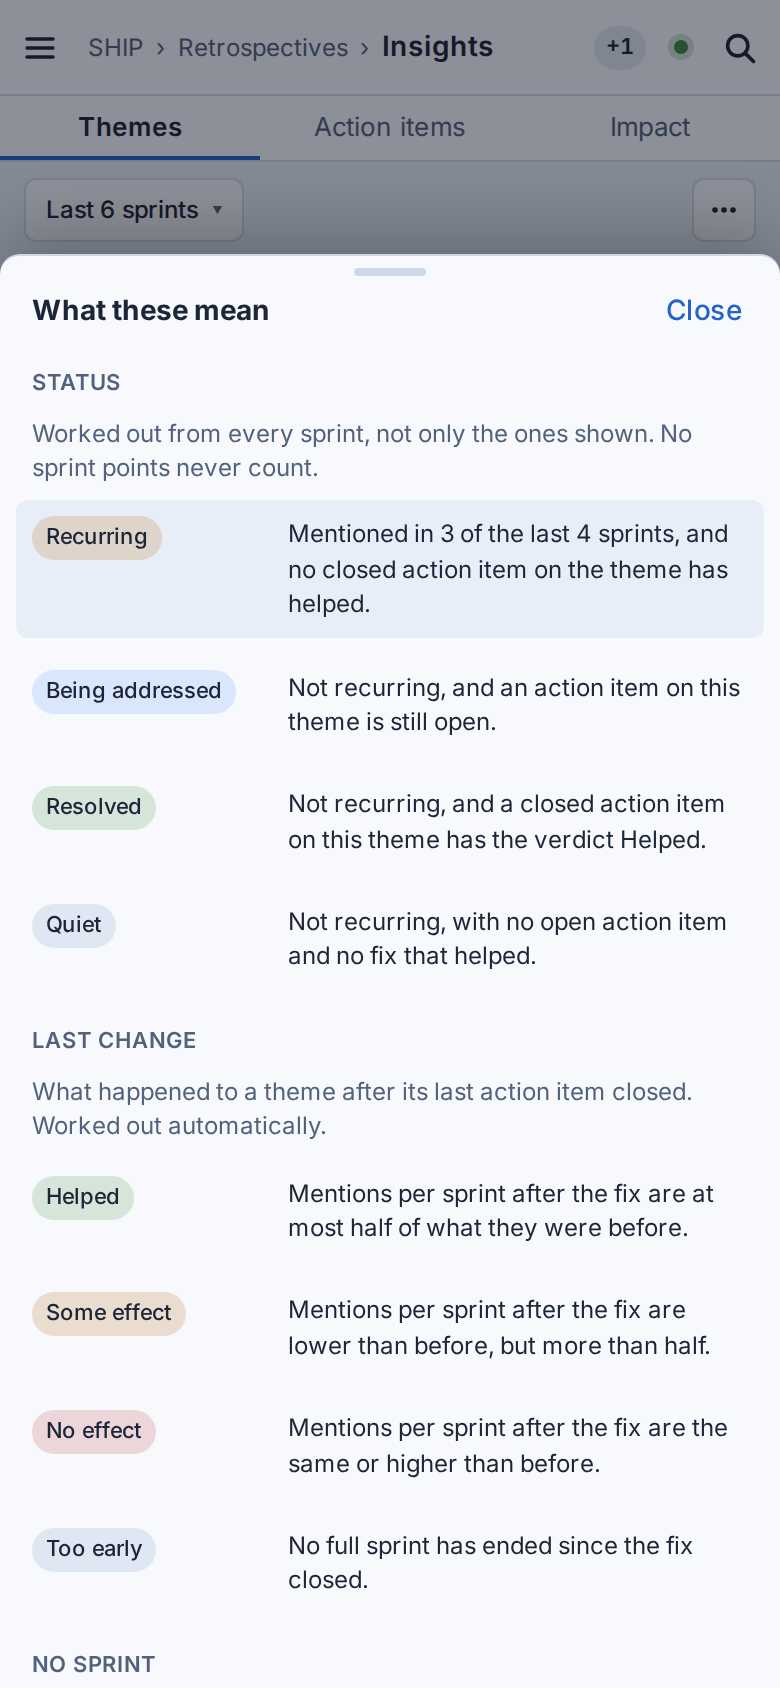 SHIP › Retrospectives › Insights +1
Themes Action items Impact
Last 6 sprints
What these mean Close
STATUS
Worked out from every sprint, not only the ones shown. No
sprint points never count.
Recurring
Mentioned in 3 of the last 4 sprints, and
no closed action item on the theme has
helped.
Being addressed
Not recurring, and an action item on this
theme is still open.
Resolved
Not recurring, and a closed action item
on this theme has the verdict Helped.
Quiet
Not recurring, with no open action item
and no fix that helped.
LAST CHANGE
What happened to a theme after its last action item closed.
Worked out automatically.
Helped
Mentions per sprint after the fix are at
most half of what they were before.
Some effect
Mentions per sprint after the fix are
lower than before, but more than half.
No effect
Mentions per sprint after the fix are the
same or higher than before.
Too early
No full sprint has ended since the fix
closed.
NO SPRINT